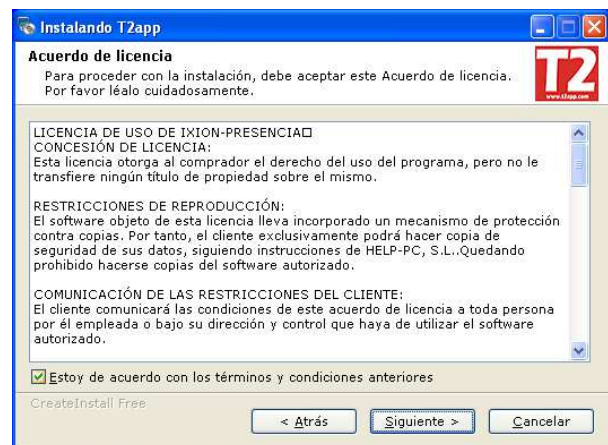 Instalando T2app
Acuerdo de licencia
Para proceder con la instalación, debe aceptar este Acuerdo de licencia.
Por favor léalo cuidadosamente.
T2
www.t2app.com
LICENCIA DE USO DE IXION-PRESENCIA□
CONCESIÓN DE LICENCIA:
Esta licencia otorga al comprador el derecho del uso del programa, pero no le
transfiere ningún título de propiedad sobre el mismo.
RESTRICCIONES DE REPRODUCCIÓN:
El software objeto de esta licencia lleva incorporado un mecanismo de protección
contra copias. Por tanto, el cliente exclusivamente podrá hacer copia de
seguridad de sus datos, siguiendo instrucciones de HELP-PC, S.L..Quedando
prohibido hacerse copias del software autorizado.
COMUNICACIÓN DE LAS RESTRICCIONES DEL CLIENTE:
El cliente comunicará las condiciones de este acuerdo de licencia a toda persona
por él empleada o bajo su dirección y control que haya de utilizar el software
autorizado.
Estoy de acuerdo con los términos y condiciones anteriores
CreateInstall Free
< Atrás
Siguiente >
Cancelar